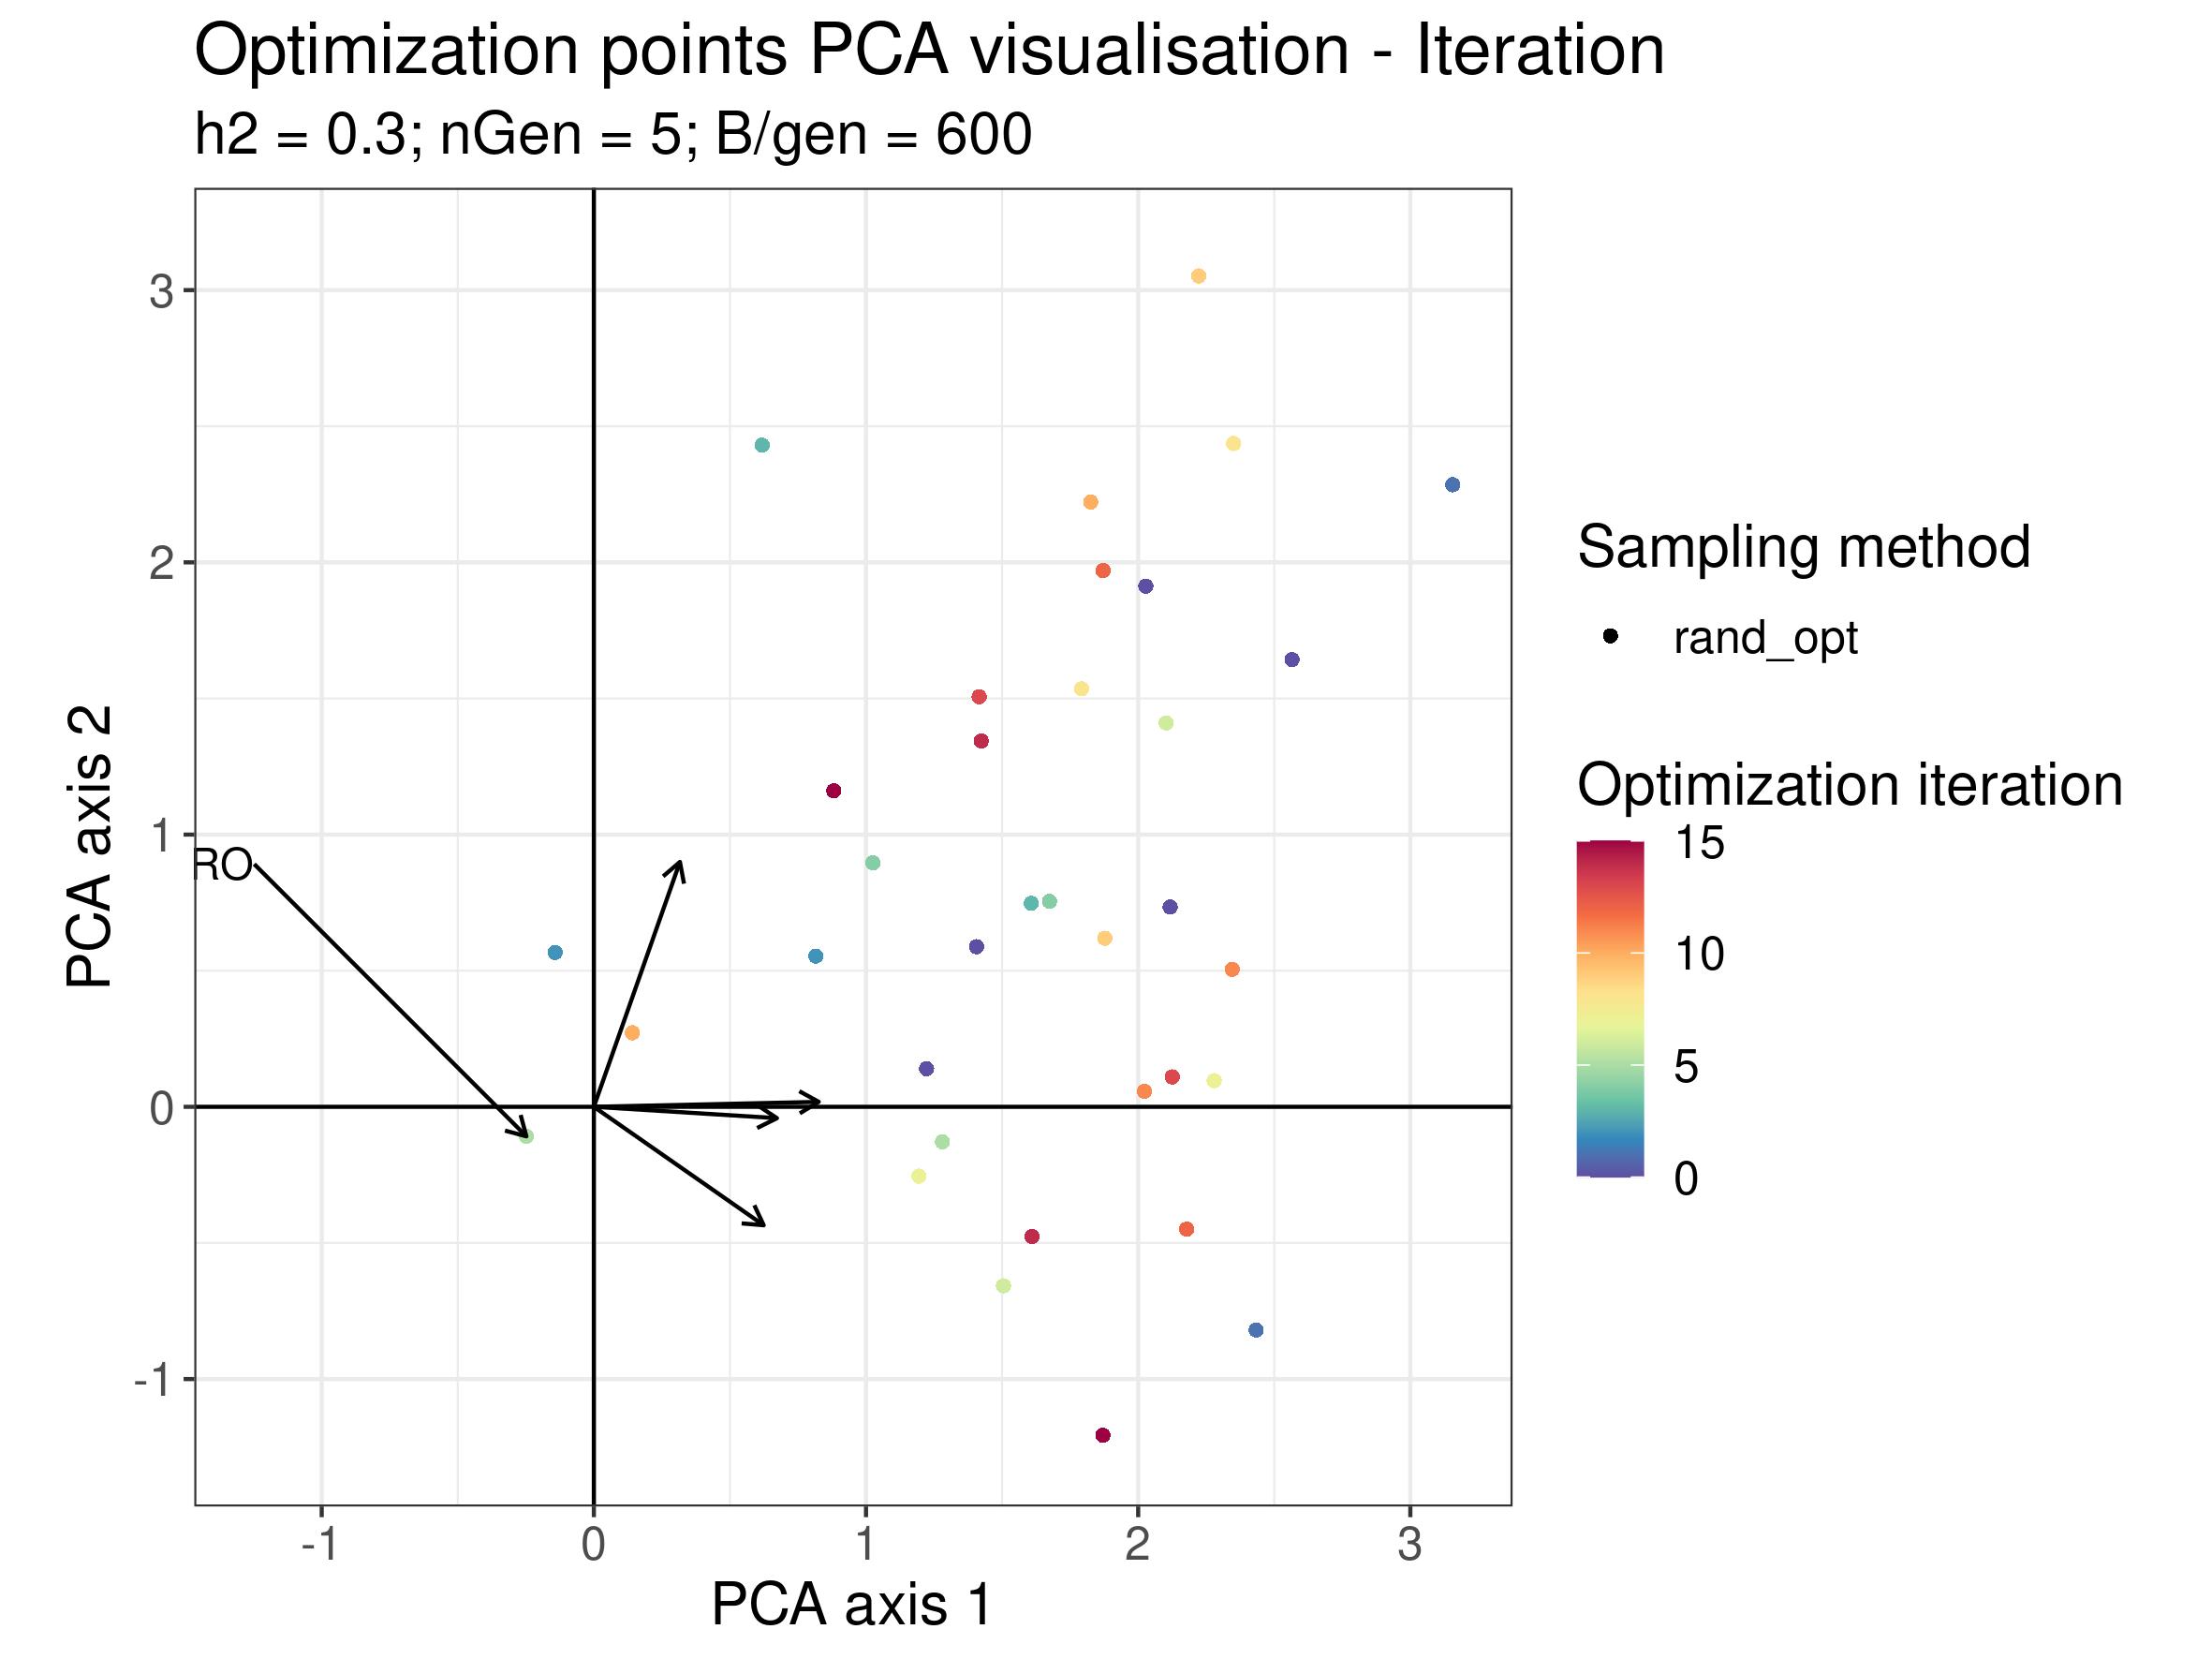 Optimization points PCA visualisation - Iteration
h2 = 0.3; nGen = 5; B/gen = 600
3
2
1
0
-1
PCA axis 2
RO
-1 0 1 2 3
PCA axis 1
Sampling method
rand_opt
Optimization iteration
15
10
5
0